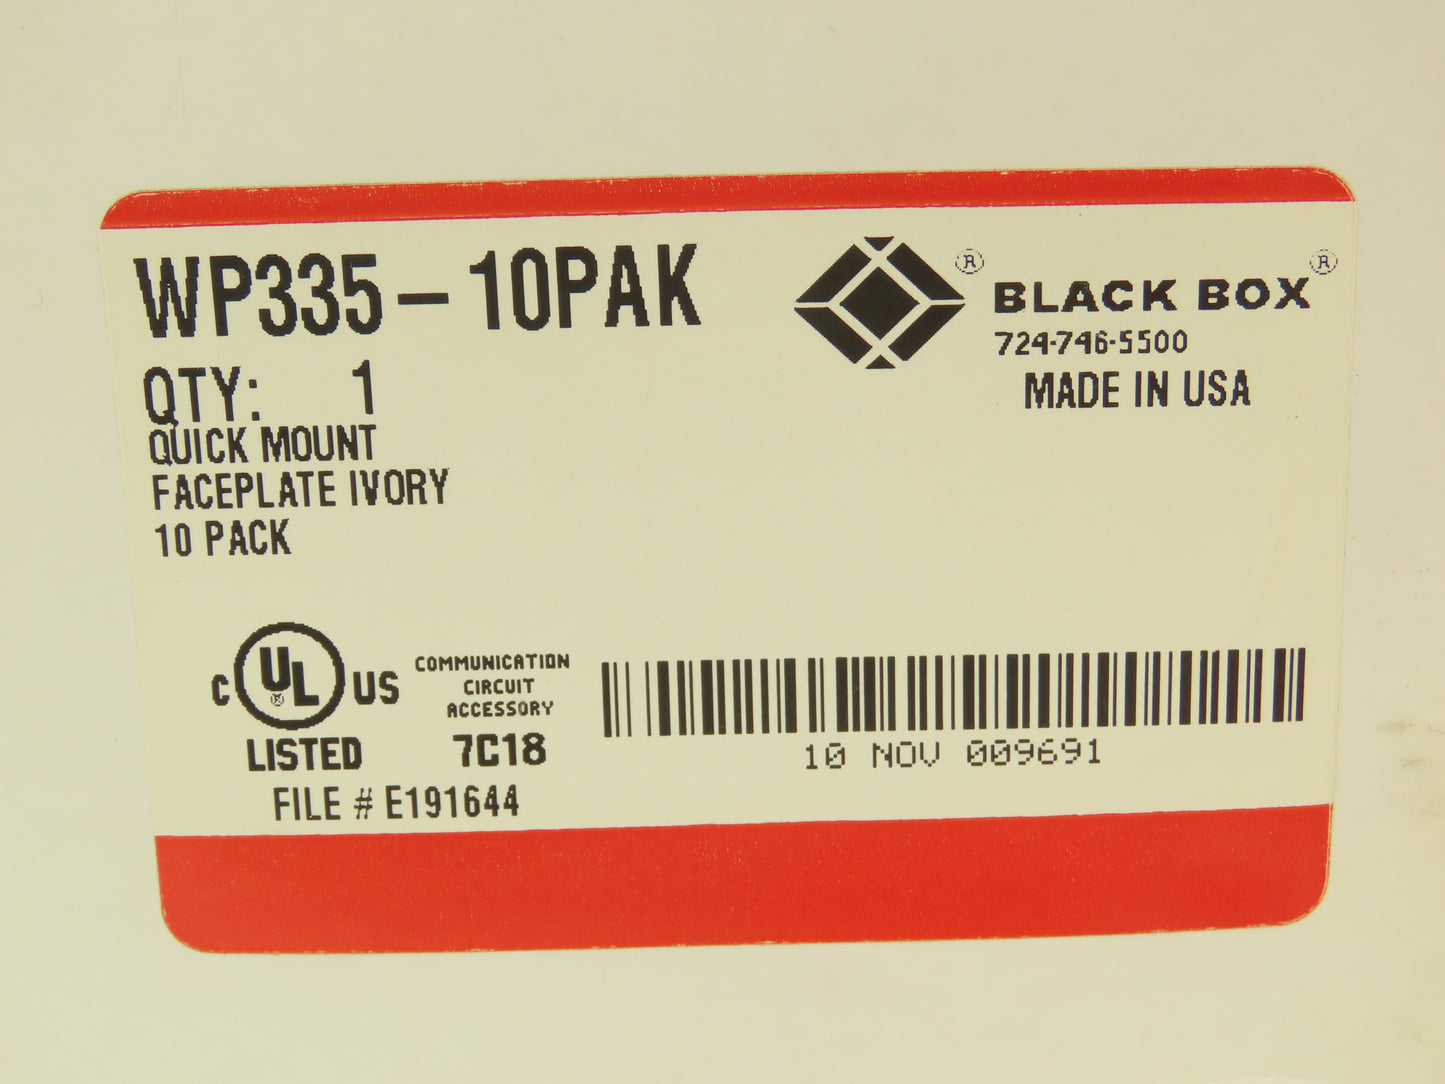 WP335-10PAK
QTY: 1
QUICK MOUNT
FACEPLATE IVORY
10 PACK
® BLACK BOX®
724-746-5500
MADE IN USA
C UL® US
LISTED
COMMUNICATION
CIRCUIT
ACCESSORY
7C18
FILE # E191644
10 NOV 009691